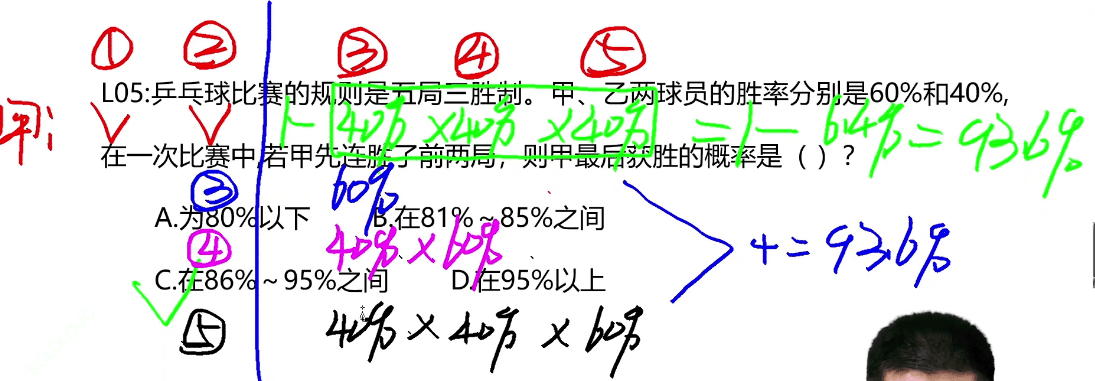 ① ② ③ ④ ⑤
L05:乒乓球比赛的规则是五局三胜制。甲、乙两球员的胜率分别是60%和40%,
甲: 1-40%×40%×40%=1-6.4%=93.6%
在一次比赛中,若甲先连胜了前两局，则甲最后获胜的概率是（ ）？
③ 60%
A.为80%以下 B.在81%～85%之间
④ 40%×60% +=93.6%
C.在86%～95%之间 D.在95%以上
⑤ 40%×40%×60%